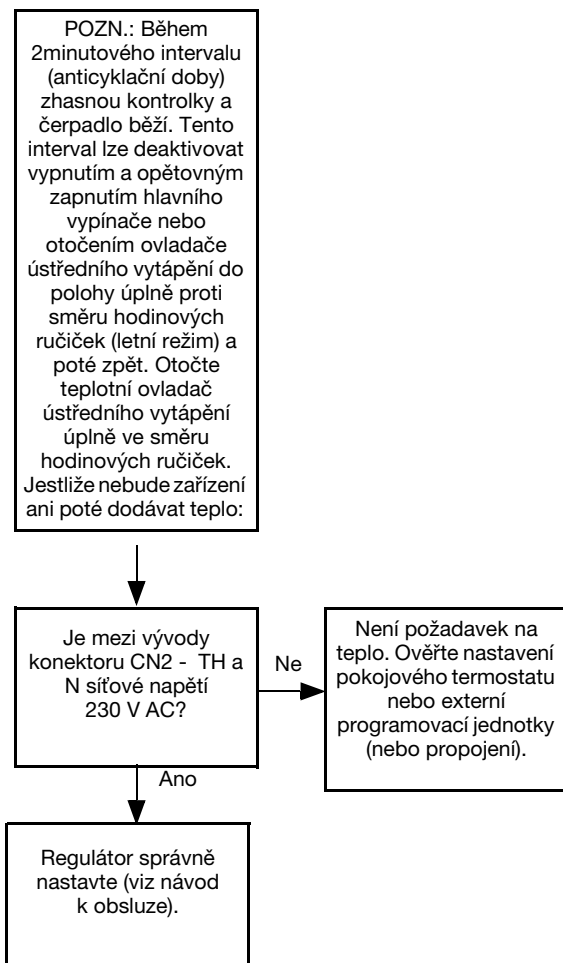 POZN.: Během
2minutového intervalu
(anticyklační doby)
zhasnou kontrolky a
čerpadlo běží. Tento
interval lze deaktivovat
vypnutím a opětovným
zapnutím hlavního
vypínače nebo
otočením ovladače
ústředního vytápění do
polohy úplně proti
směru hodinových
ručiček (letní režim) a
poté zpět. Otočte
teplotní ovladač
ústředního vytápění
úplně ve směru
hodinových ručiček.
Jestliže nebude zařízení
ani poté dodávat teplo:
Je mezi vývody
konektoru CN2 - TH a
N síťové napětí
230 V AC?
Ne
Není požadavek na
teplo. Ověřte nastavení
pokojového termostatu
nebo externí
programovací jednotky
(nebo propojení).
Ano
Regulátor správně
nastavte (viz návod
k obsluze).